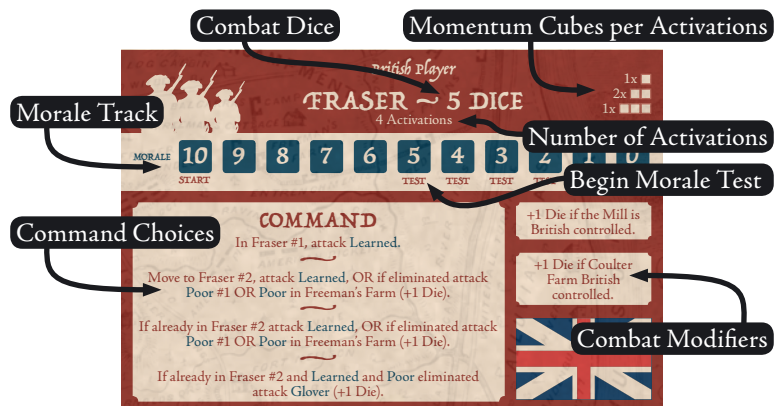 Combat Dice
Momentum Cubes per Activations
British Player
1x
2x
1x
FRASER ~ 5 DICE
4 Activations
Morale Track
Number of Activations
MORALE
10 9 8 7 6 5 4 3 2 1 0
START TEST TEST TEST TEST
Begin Morale Test
COMMAND
In Fraser #1, attack Learned.
Command Choices
Move to Fraser #2, attack Learned, OR if eliminated attack
Poor #1 OR Poor in Freeman's Farm (+1 Die).
If already in Fraser #2 attack Learned, OR if eliminated attack
Poor #1 OR Poor in Freeman's Farm (+1 Die).
If already in Fraser #2 and Learned and Poor eliminated
attack Glover (+1 Die).
+1 Die if the Mill is
British controlled.
+1 Die if Coulter
Farm British
controlled.
Combat Modifiers